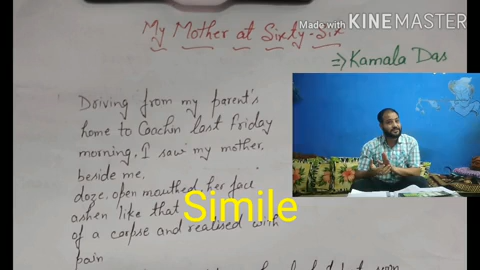 Made with KINEMASTER
My Mother at Sixty-Six
⇒ Kamala Das
Driving from my parent's
home to Coachin last Friday
morning, I saw my mother,
beside me,
doze, open mouthed, her face
ashen like that
Simile
of a corpse and realised with
pain